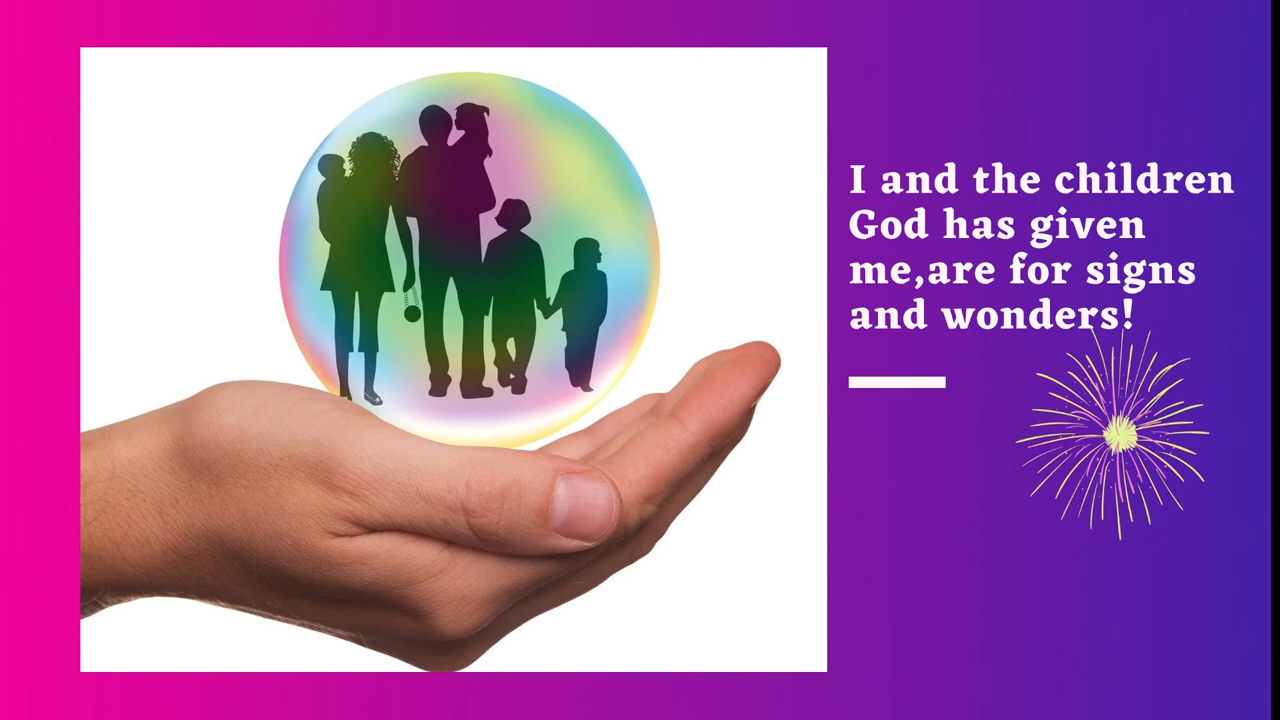 I and the children
God has given
me,are for signs
and wonders!